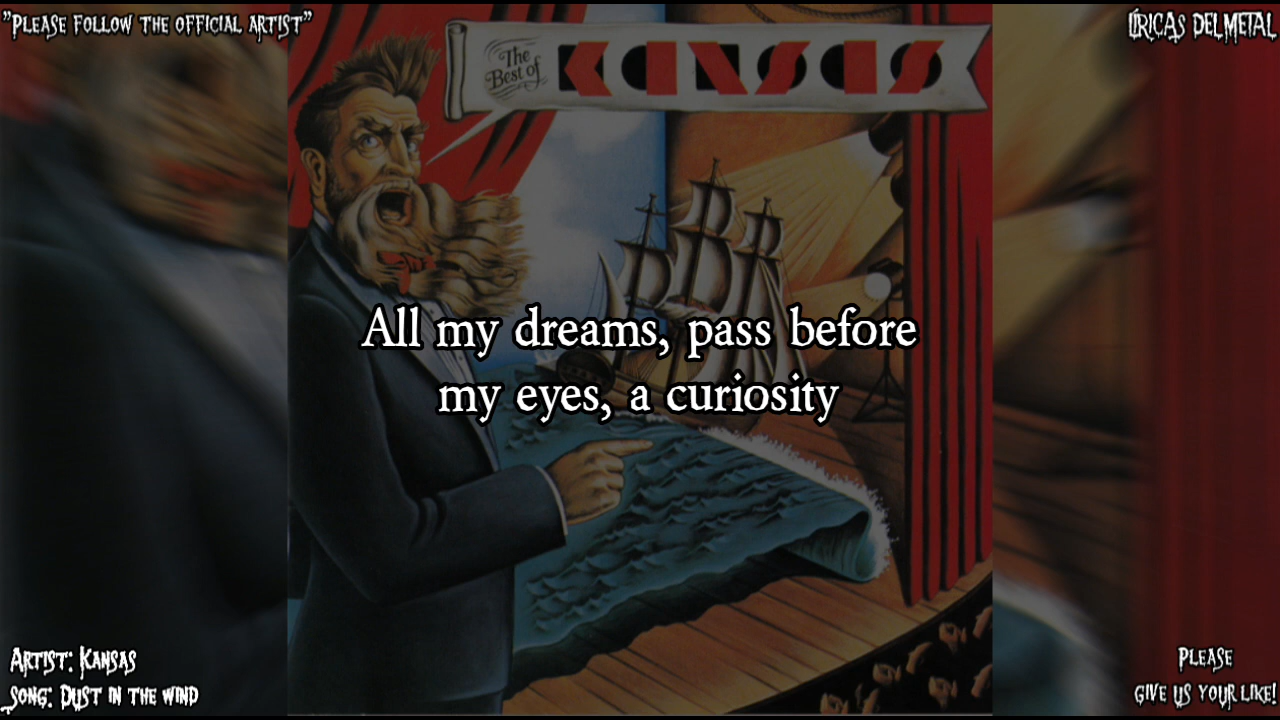 "Please follow the official artist"
Líricas Del Metal
The
Best of
KANSAS
All my dreams, pass before
my eyes, a curiosity
Artist: Kansas
Song: Dust in the wind
Please
give us your like!